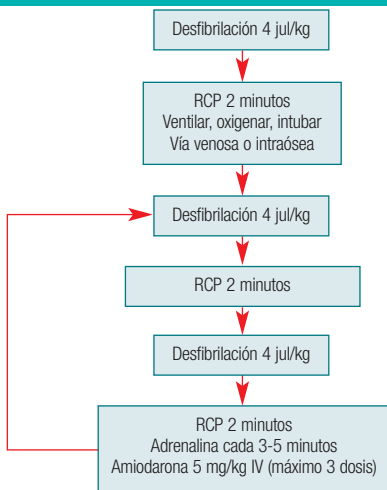 Desfibrilación 4 jul/kg
RCP 2 minutos
Ventilar, oxigenar, intubar
Vía venosa o intraósea
Desfibrilación 4 jul/kg
RCP 2 minutos
Desfibrilación 4 jul/kg
RCP 2 minutos
Adrenalina cada 3-5 minutos
Amiodarona 5 mg/kg IV (máximo 3 dosis)